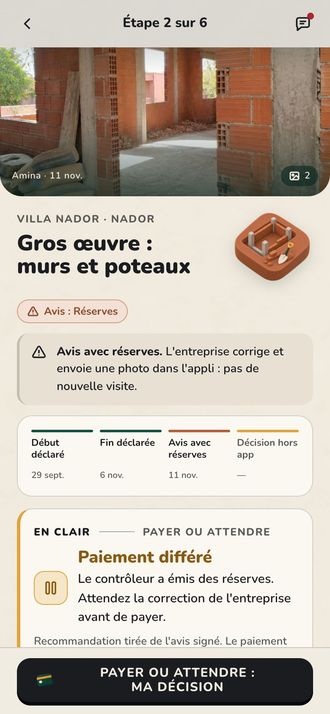 Étape 2 sur 6
Amina · 11 nov.
2
VILLA NADOR · NADOR
Gros œuvre :
murs et poteaux
Avis : Réserves
Avis avec réserves. L'entreprise corrige et
envoie une photo dans l'appli : pas de
nouvelle visite.
Début
déclaré
29 sept.
Fin déclarée
6 nov.
Avis avec
réserves
11 nov.
Décision hors
app
—
EN CLAIR
PAYER OU ATTENDRE
Paiement différé
Le contrôleur a émis des réserves.
Attendez la correction de l'entreprise
avant de payer.
Recommandation tirée de l'avis signé. Le paiement
PAYER OU ATTENDRE :
MA DÉCISION